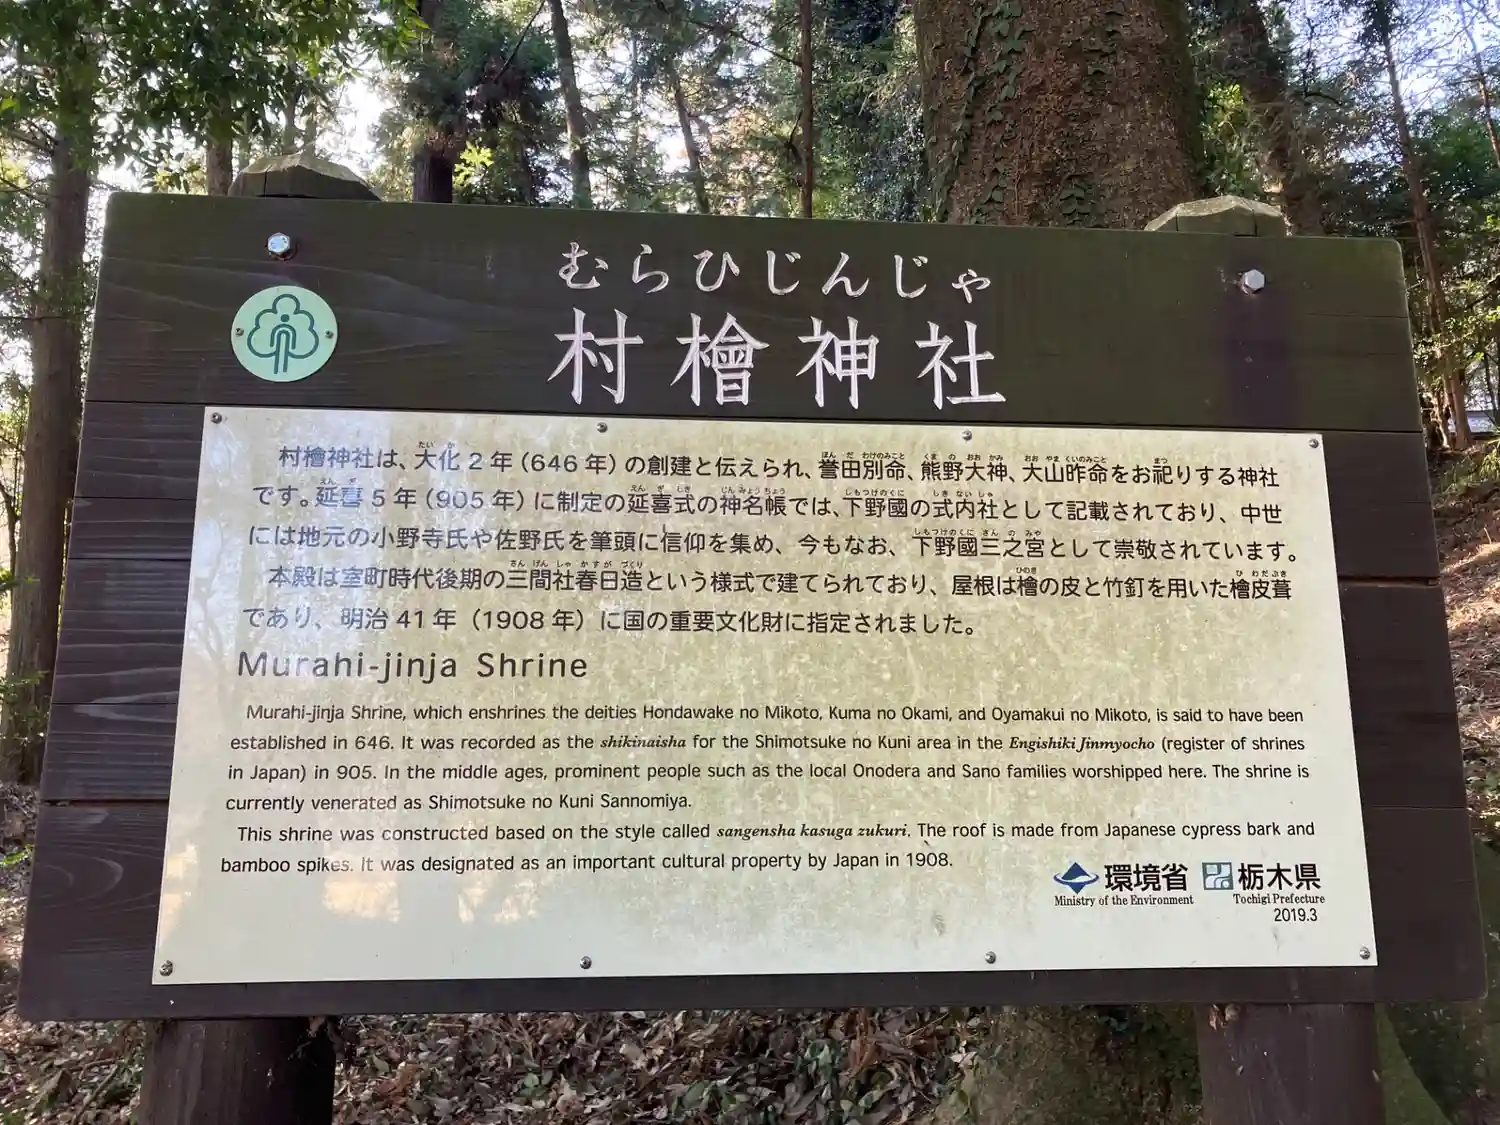 むらひじんじゃ
村檜神社
村檜神社は、大化2年(646年)の創建と伝えられ、誉田別命、熊野大神、大山昨命をお祀りする神社
です。延喜5年(905年)に制定の延喜式の神名帳では、下野國の式内社として記載されており、中世
には地元の小野寺氏や佐野氏を筆頭に信仰を集め、今もなお、下野國三之宮として崇敬されています。
本殿は室町時代後期の三間社春日造という様式で建てられており、屋根は檜の皮と竹釘を用いた檜皮葺
であり、明治41年(1908年)に国の重要文化財に指定されました。
Murahi-jinja Shrine
Murahi-jinja Shrine, which enshrines the deities Hondawake no Mikoto, Kuma no Okami, and Oyamakui no Mikoto, is said to have been
established in 646. It was recorded as the shikinaisha for the Shimotsuke no Kuni area in the Engishiki Jinmyocho (register of shrines
in Japan) in 905. In the middle ages, prominent people such as the local Onodera and Sano families worshipped here. The shrine is
currently venerated as Shimotsuke no Kuni Sannomiya.
This shrine was constructed based on the style called sangensha kasuga zukuri. The roof is made from Japanese cypress bark and
bamboo spikes. It was designated as an important cultural property by Japan in 1908.
環境省 栃木県
Ministry of the Environment Tochigi Prefecture
2019.3